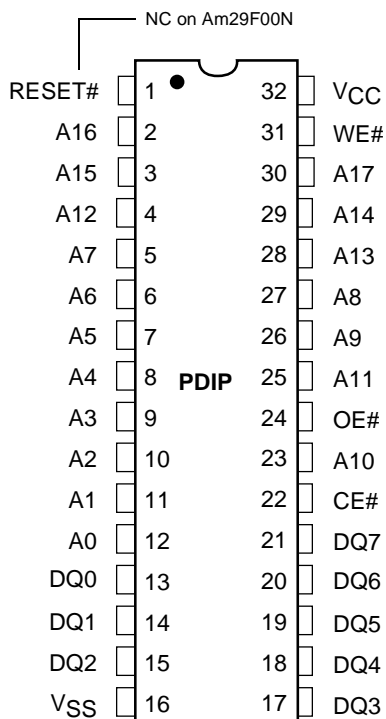 NC on Am29F00N
RESET# 1 32 VCC
A16 2 31 WE#
A15 3 30 A17
A12 4 29 A14
A7 5 28 A13
A6 6 27 A8
A5 7 26 A9
A4 8 PDIP 25 A11
A3 9 24 OE#
A2 10 23 A10
A1 11 22 CE#
A0 12 21 DQ7
DQ0 13 20 DQ6
DQ1 14 19 DQ5
DQ2 15 18 DQ4
VSS 16 17 DQ3